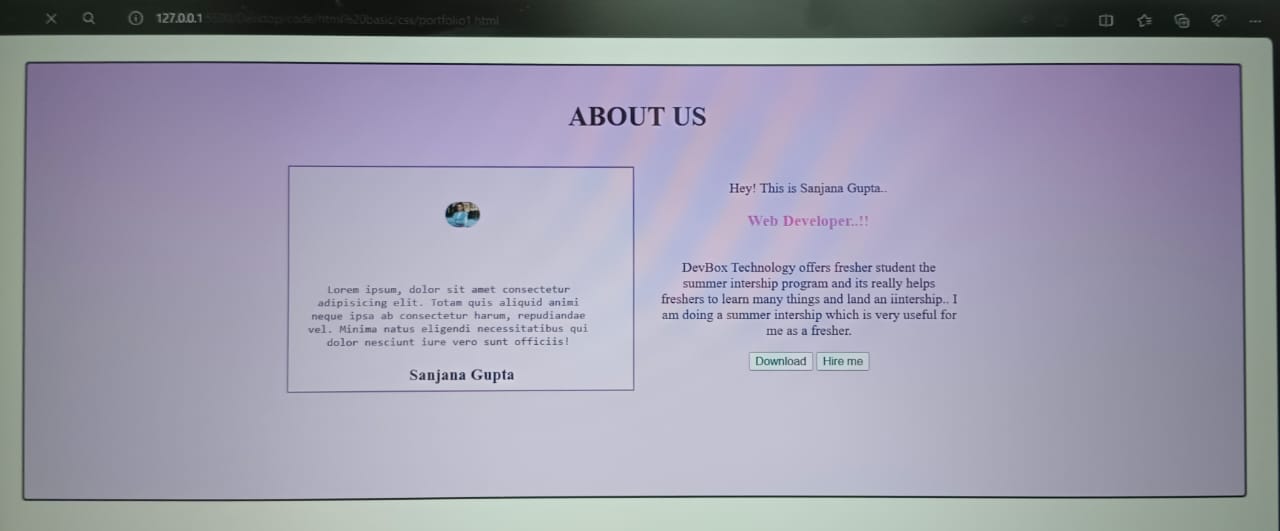 127.0.0.1:5500/Desktop/code/html%20basic/css/portfolio1.html
ABOUT US
Lorem ipsum, dolor sit amet consectetur
adipisicing elit. Totam quis aliquid animi
neque ipsa ab consectetur harum, repudiandae
vel. Minima natus eligendi necessitatibus qui
dolor nesciunt iure vero sunt officiis!
Sanjana Gupta
Hey! This is Sanjana Gupta..
Web Developer..!!
DevBox Technology offers fresher student the
summer intership program and its really helps
freshers to learn many things and land an iintership.. I
am doing a summer intership which is very useful for
me as a fresher.
Download Hire me